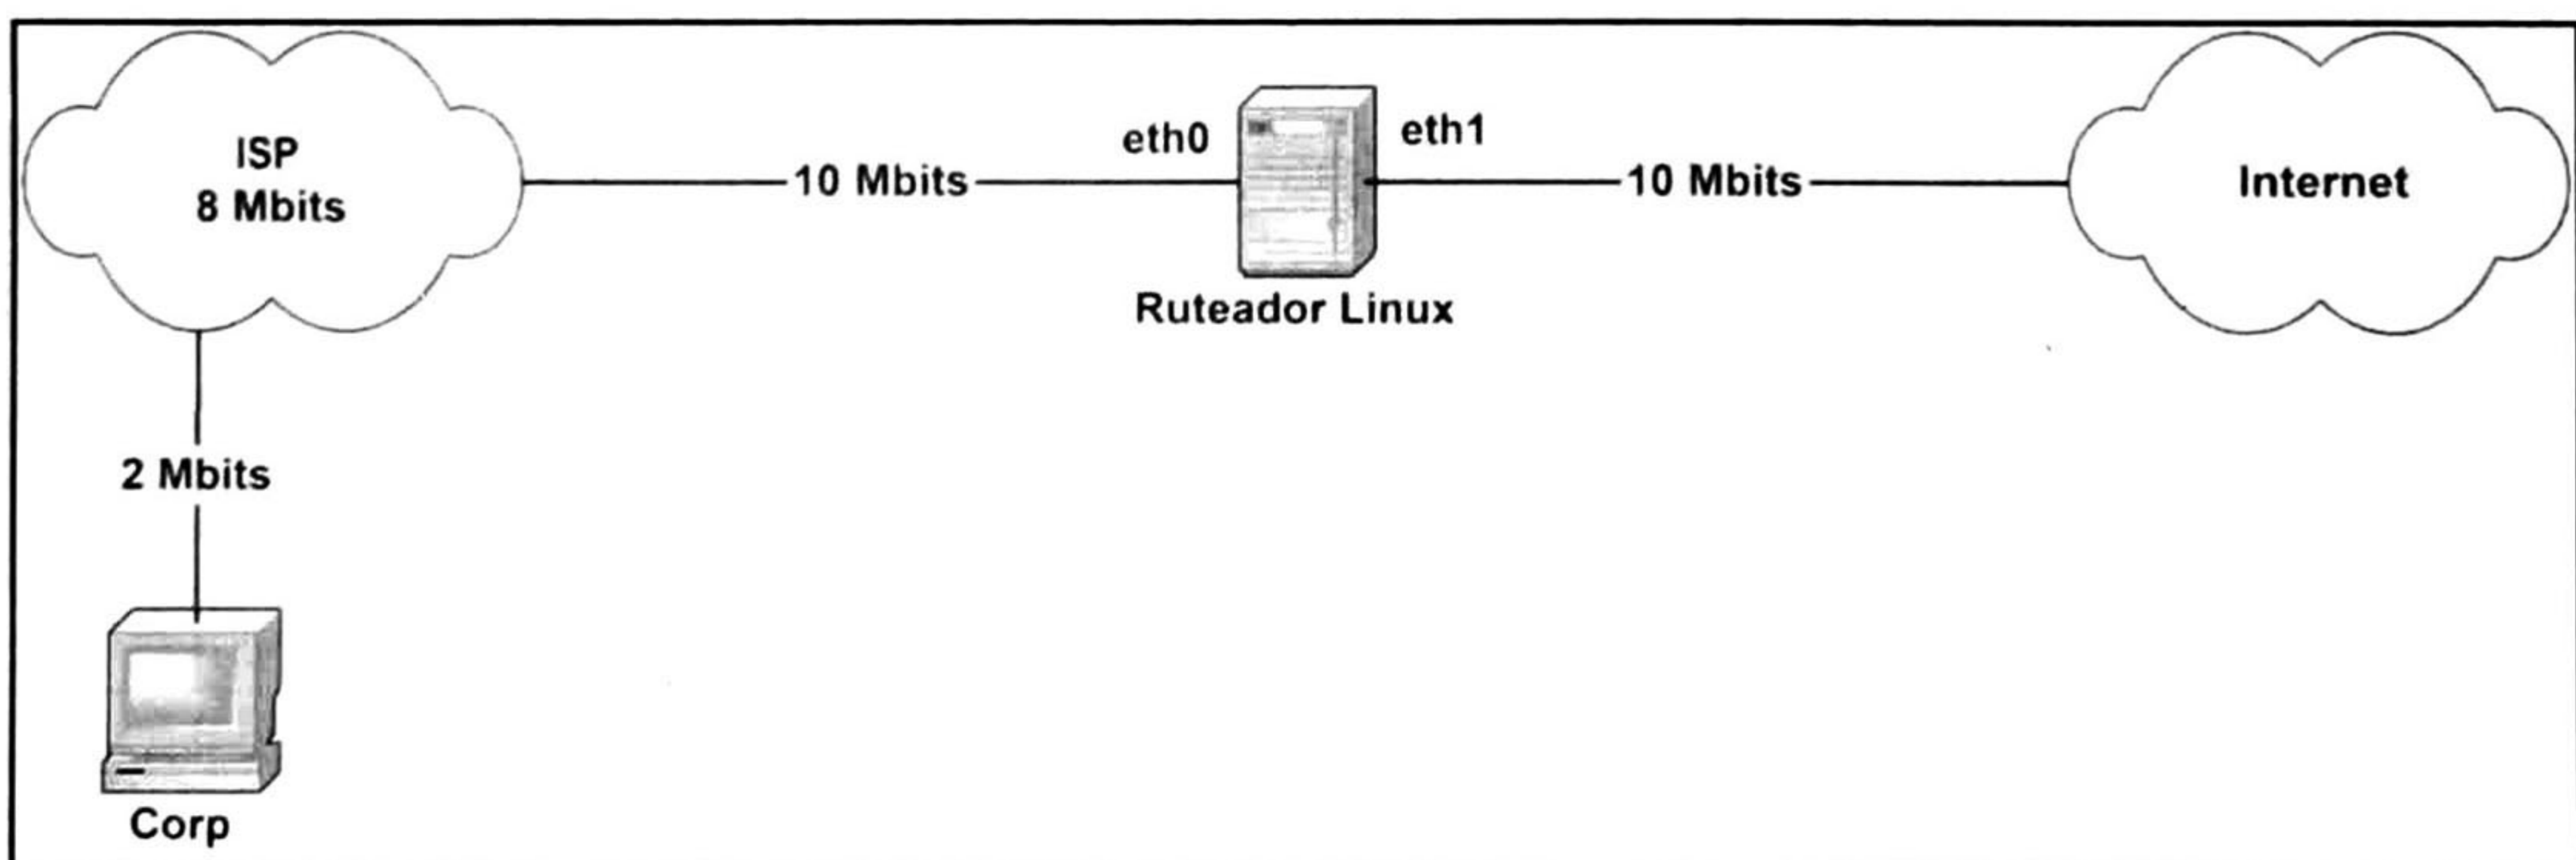 ISP
8 Mbits
10 Mbits
eth0
eth1
10 Mbits
Internet
Ruteador Linux
2 Mbits
Corp